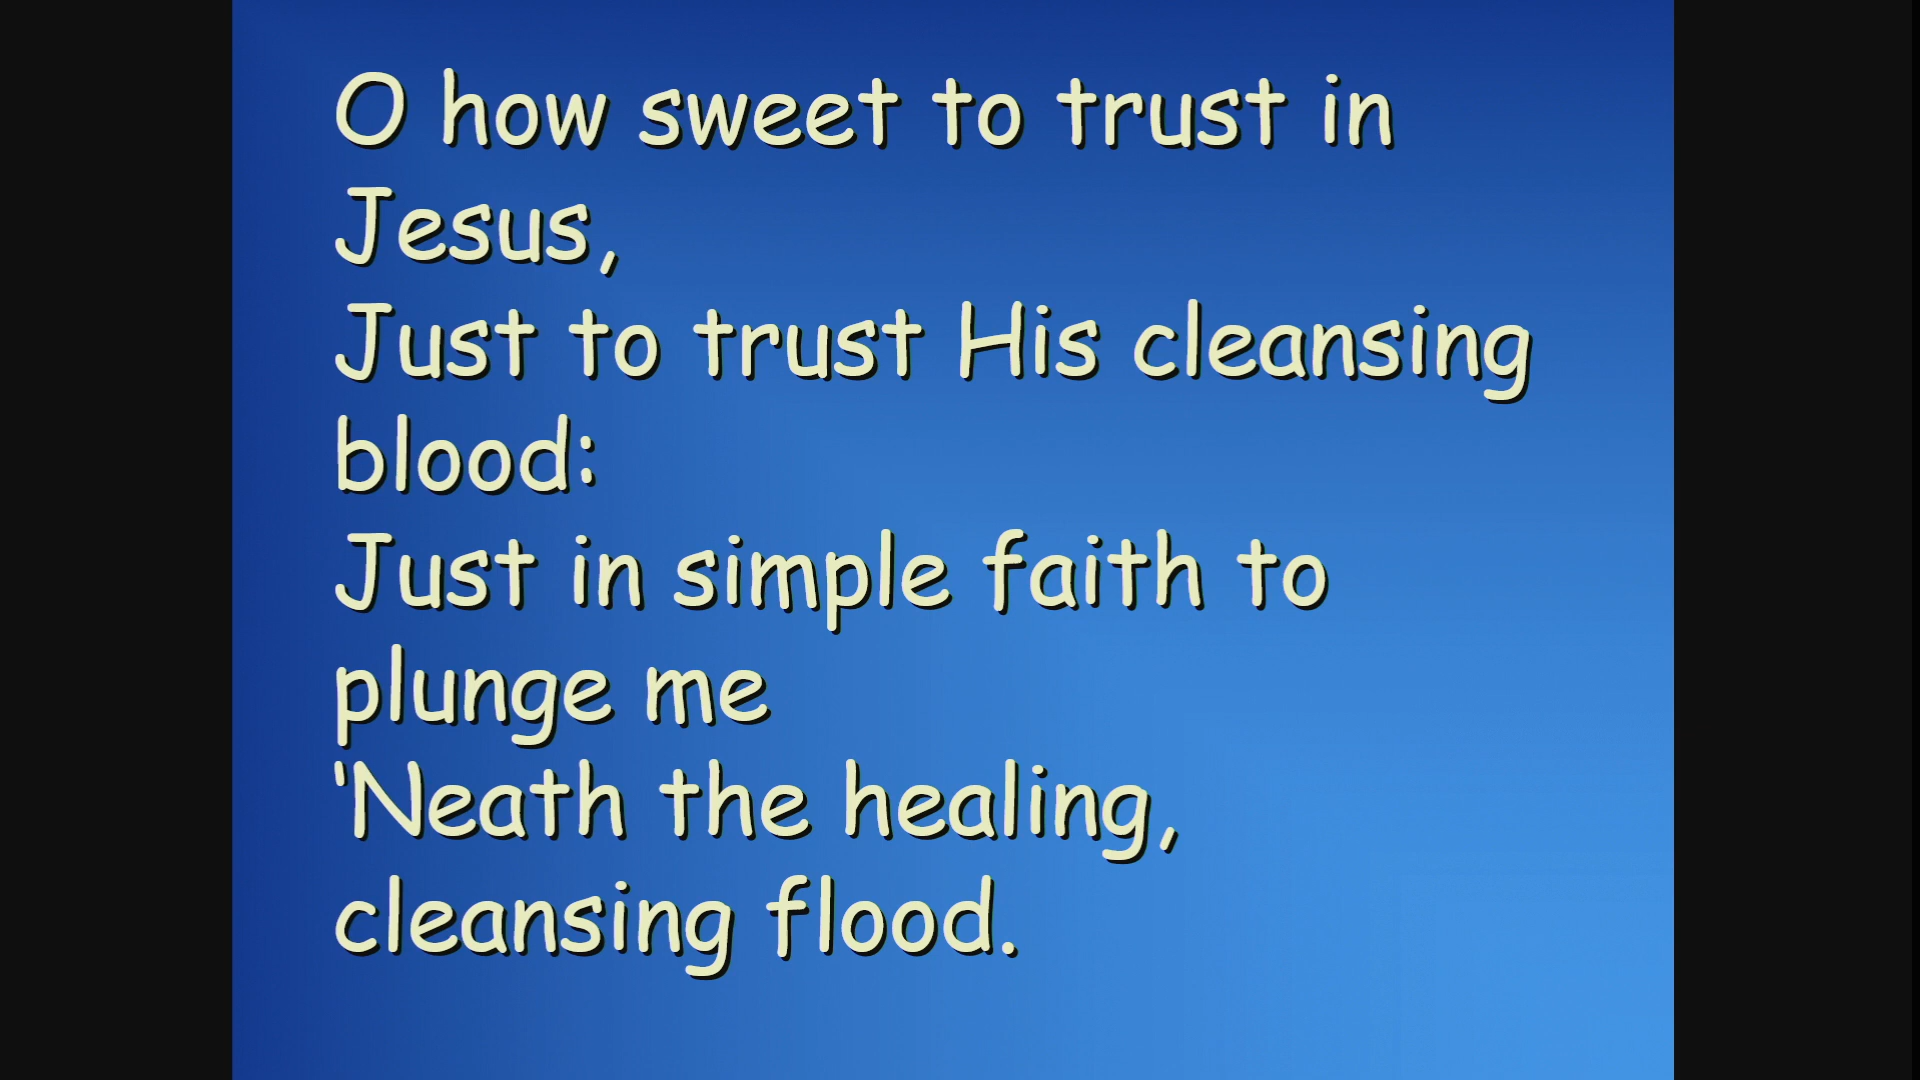 O how sweet to trust in
Jesus,
Just to trust His cleansing
blood:
Just in simple faith to
plunge me
'Neath the healing,
cleansing flood.